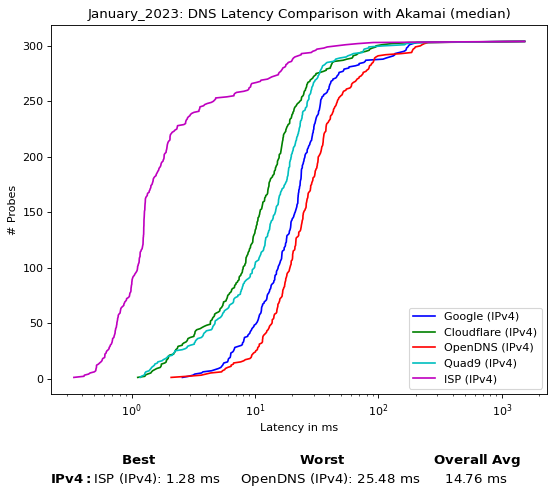 January_2023: DNS Latency Comparison with Akamai (median)
300
250
200
150
100
50
0
# Probes
10⁰ 10¹ 10² 10³
Latency in ms
Google (IPv4)
Cloudflare (IPv4)
OpenDNS (IPv4)
Quad9 (IPv4)
ISP (IPv4)
Best Worst Overall Avg
IPv4: ISP (IPv4): 1.28 ms OpenDNS (IPv4): 25.48 ms 14.76 ms